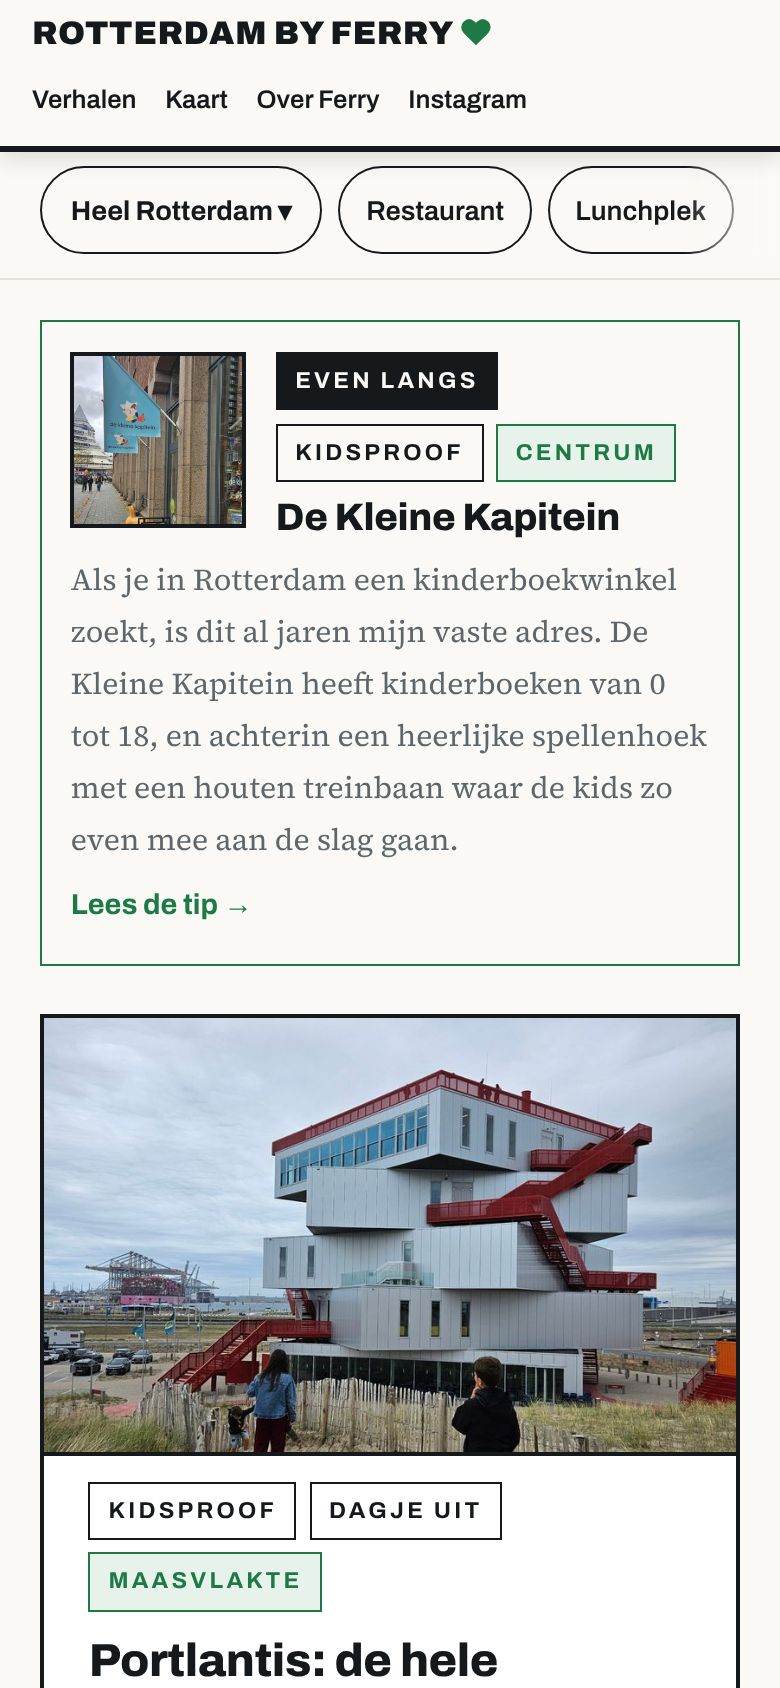 ROTTERDAM BY FERRY
Verhalen Kaart Over Ferry Instagram
Heel Rotterdam ▾ Restaurant Lunchplek
EVEN LANGS
KIDSPROOF CENTRUM
De Kleine Kapitein
de kleine kapitein
Als je in Rotterdam een kinderboekwinkel
zoekt, is dit al jaren mijn vaste adres. De
Kleine Kapitein heeft kinderboeken van 0
tot 18, en achterin een heerlijke spellenhoek
met een houten treinbaan waar de kids zo
even mee aan de slag gaan.
Lees de tip →
KIDSPROOF DAGJE UIT
MAASVLAKTE
Portlantis: de hele